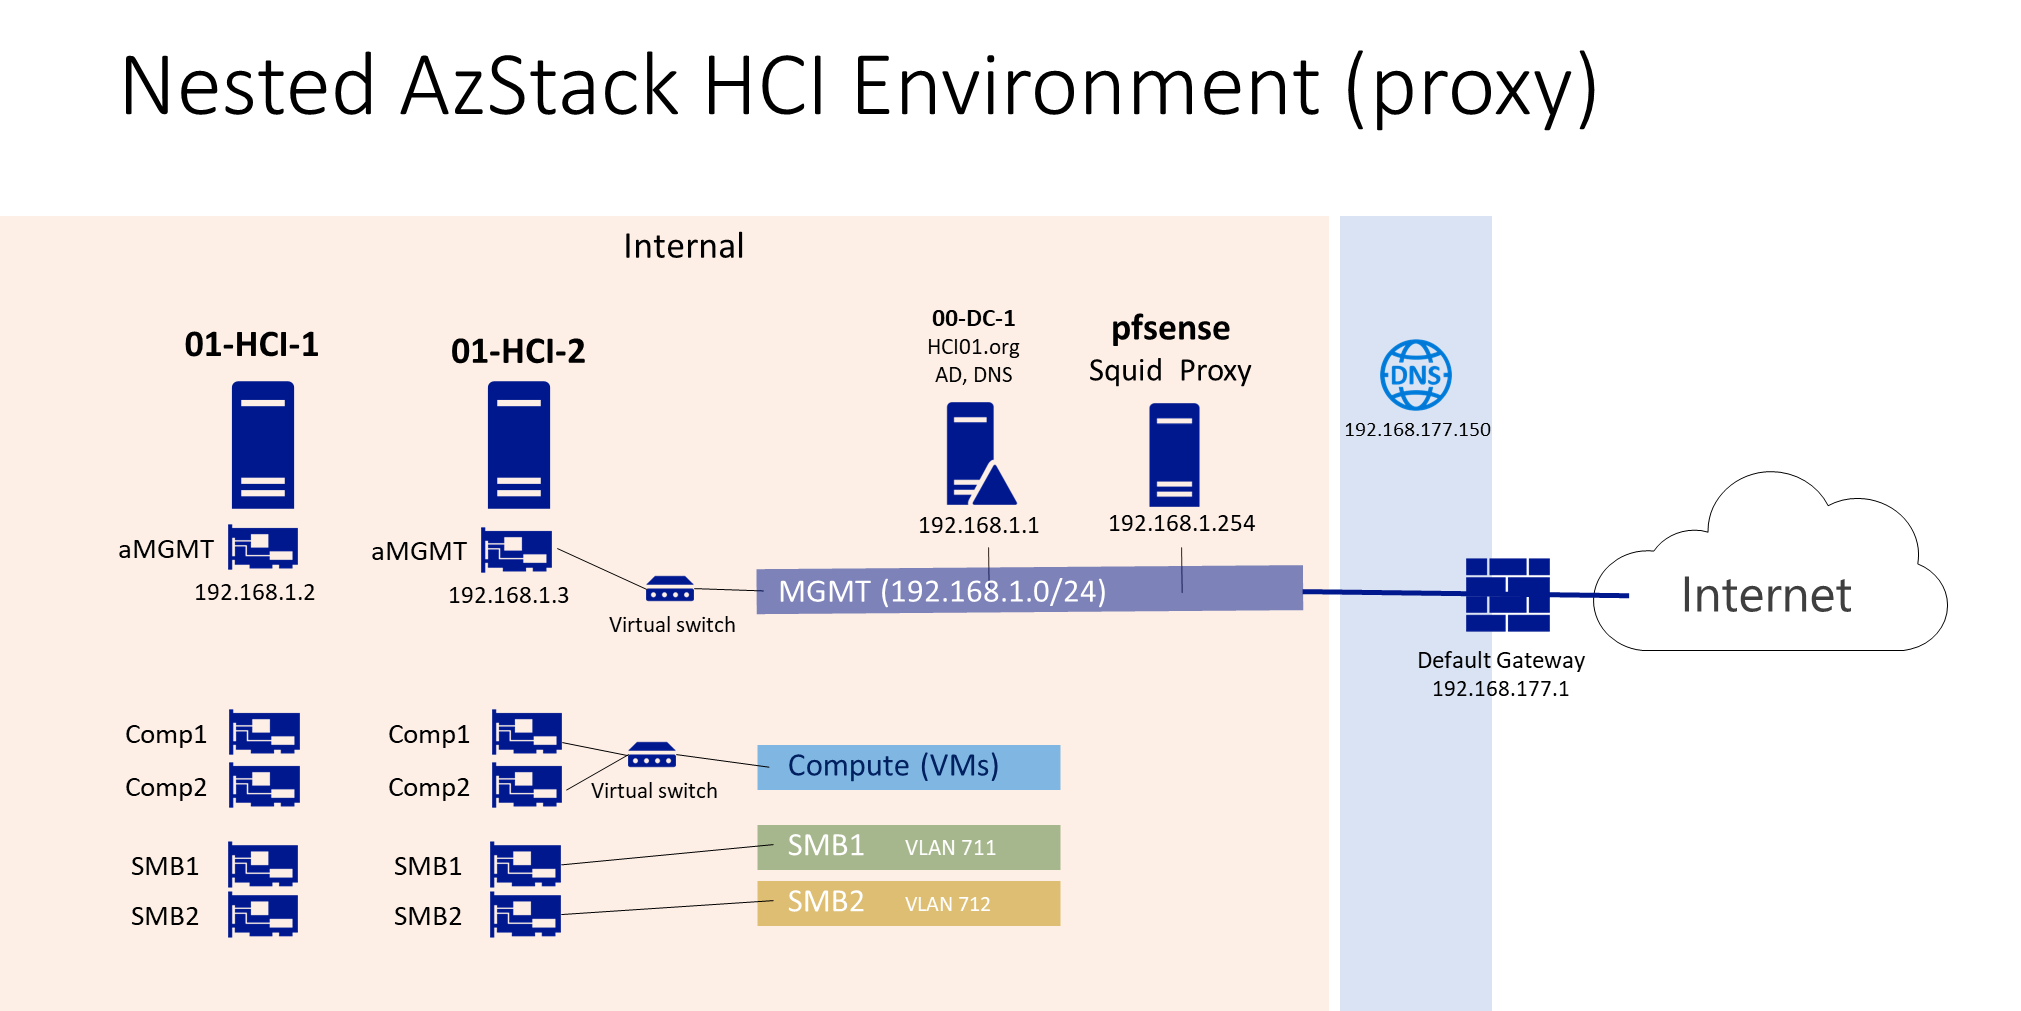 Nested AzStack HCI Environment (proxy)
Internal
01-HCI-1
01-HCI-2
00-DC-1
HCI01.org
AD, DNS
pfsense
Squid Proxy
DNS
192.168.177.150
192.168.1.1
192.168.1.254
aMGMT
192.168.1.2
aMGMT
192.168.1.3
Virtual switch
MGMT (192.168.1.0/24)
Internet
Default Gateway
192.168.177.1
Comp1
Comp2
Comp1
Comp2
Virtual switch
Compute (VMs)
SMB1
SMB2
SMB1
SMB2
SMB1 VLAN 711
SMB2 VLAN 712